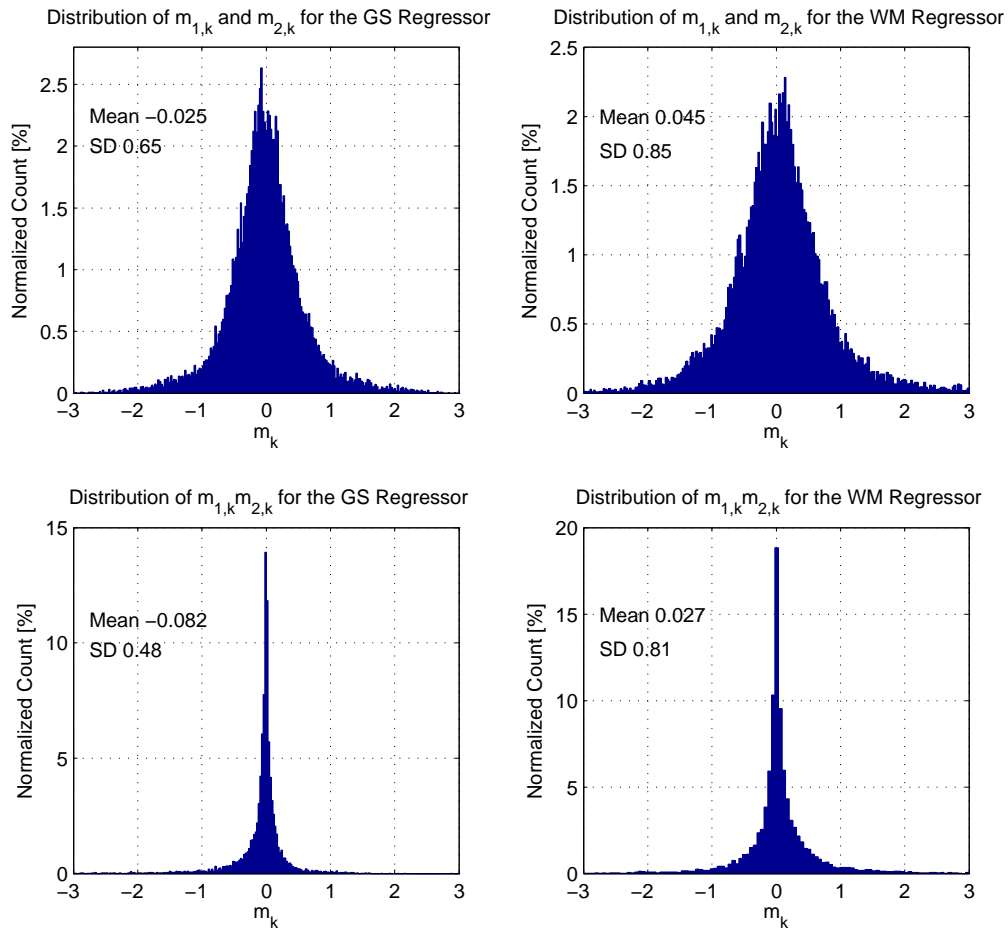 Distribution of m1,k and m2,k for the GS Regressor
Normalized Count [%]
2.5
2
1.5
1
0.5
0
Mean −0.025
SD 0.65
−3 −2 −1 0 1 2 3
mk
Distribution of m1,k and m2,k for the WM Regressor
Normalized Count [%]
2.5
2
1.5
1
0.5
0
Mean 0.045
SD 0.85
−3 −2 −1 0 1 2 3
mk
Distribution of m1,km2,k for the GS Regressor
Normalized Count [%]
15
10
5
0
Mean −0.082
SD 0.48
−3 −2 −1 0 1 2 3
mk
Distribution of m1,km2,k for the WM Regressor
Normalized Count [%]
20
15
10
5
0
Mean 0.027
SD 0.81
−3 −2 −1 0 1 2 3
mk